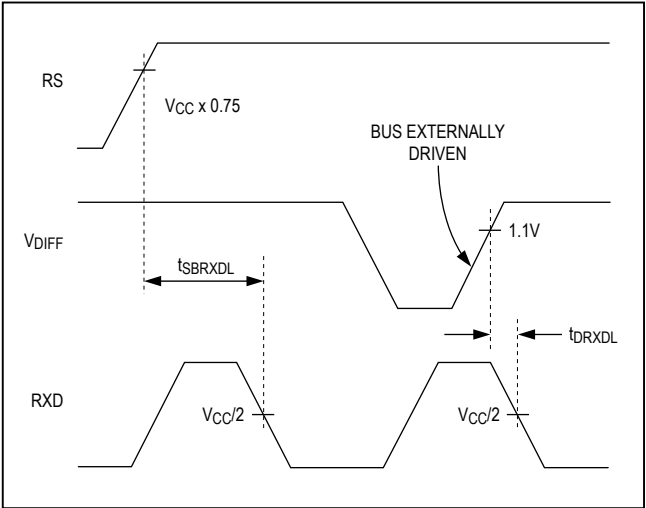 RS
VCC x 0.75
BUS EXTERNALLY
DRIVEN
VDIFF
1.1V
tSBRXDL
tDRXDL
RXD
VCC/2
VCC/2